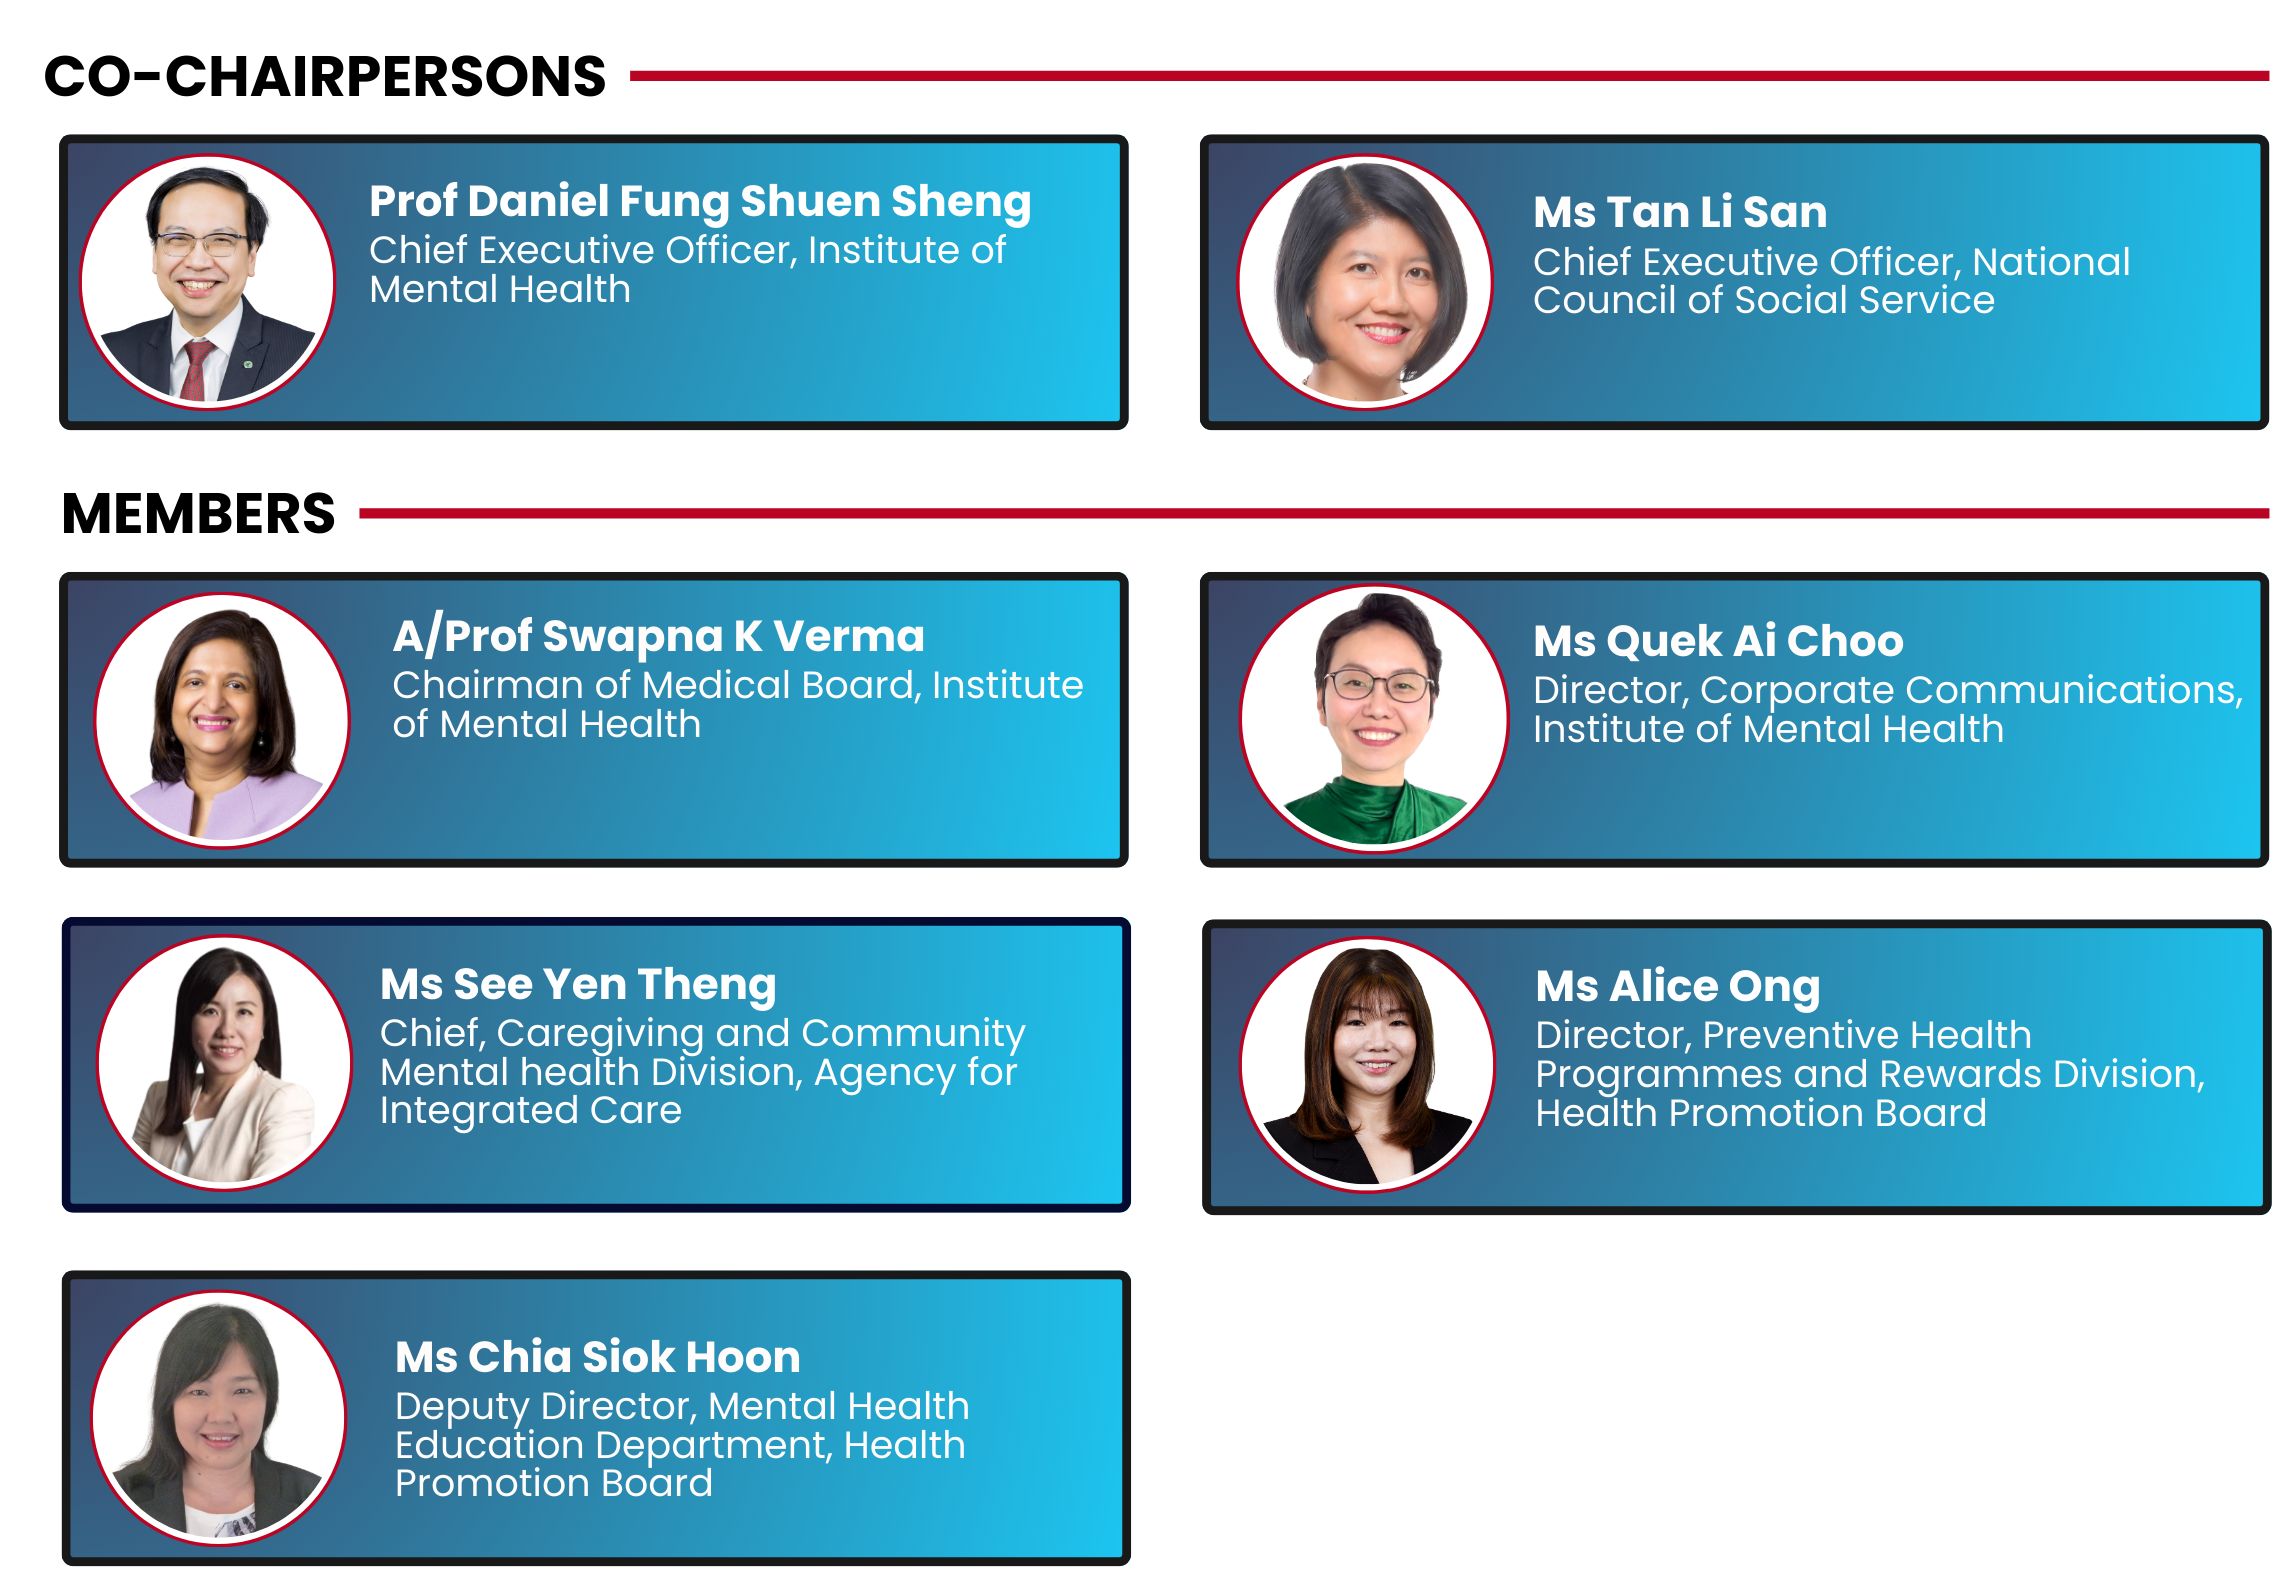 CO-CHAIRPERSONS
Prof Daniel Fung Shuen Sheng
Chief Executive Officer, Institute of
Mental Health
Ms Tan Li San
Chief Executive Officer, National
Council of Social Service
MEMBERS
A/Prof Swapna K Verma
Chairman of Medical Board, Institute
of Mental Health
Ms Quek Ai Choo
Director, Corporate Communications,
Institute of Mental Health
Ms See Yen Theng
Chief, Caregiving and Community
Mental health Division, Agency for
Integrated Care
Ms Alice Ong
Director, Preventive Health
Programmes and Rewards Division,
Health Promotion Board
Ms Chia Siok Hoon
Deputy Director, Mental Health
Education Department, Health
Promotion Board